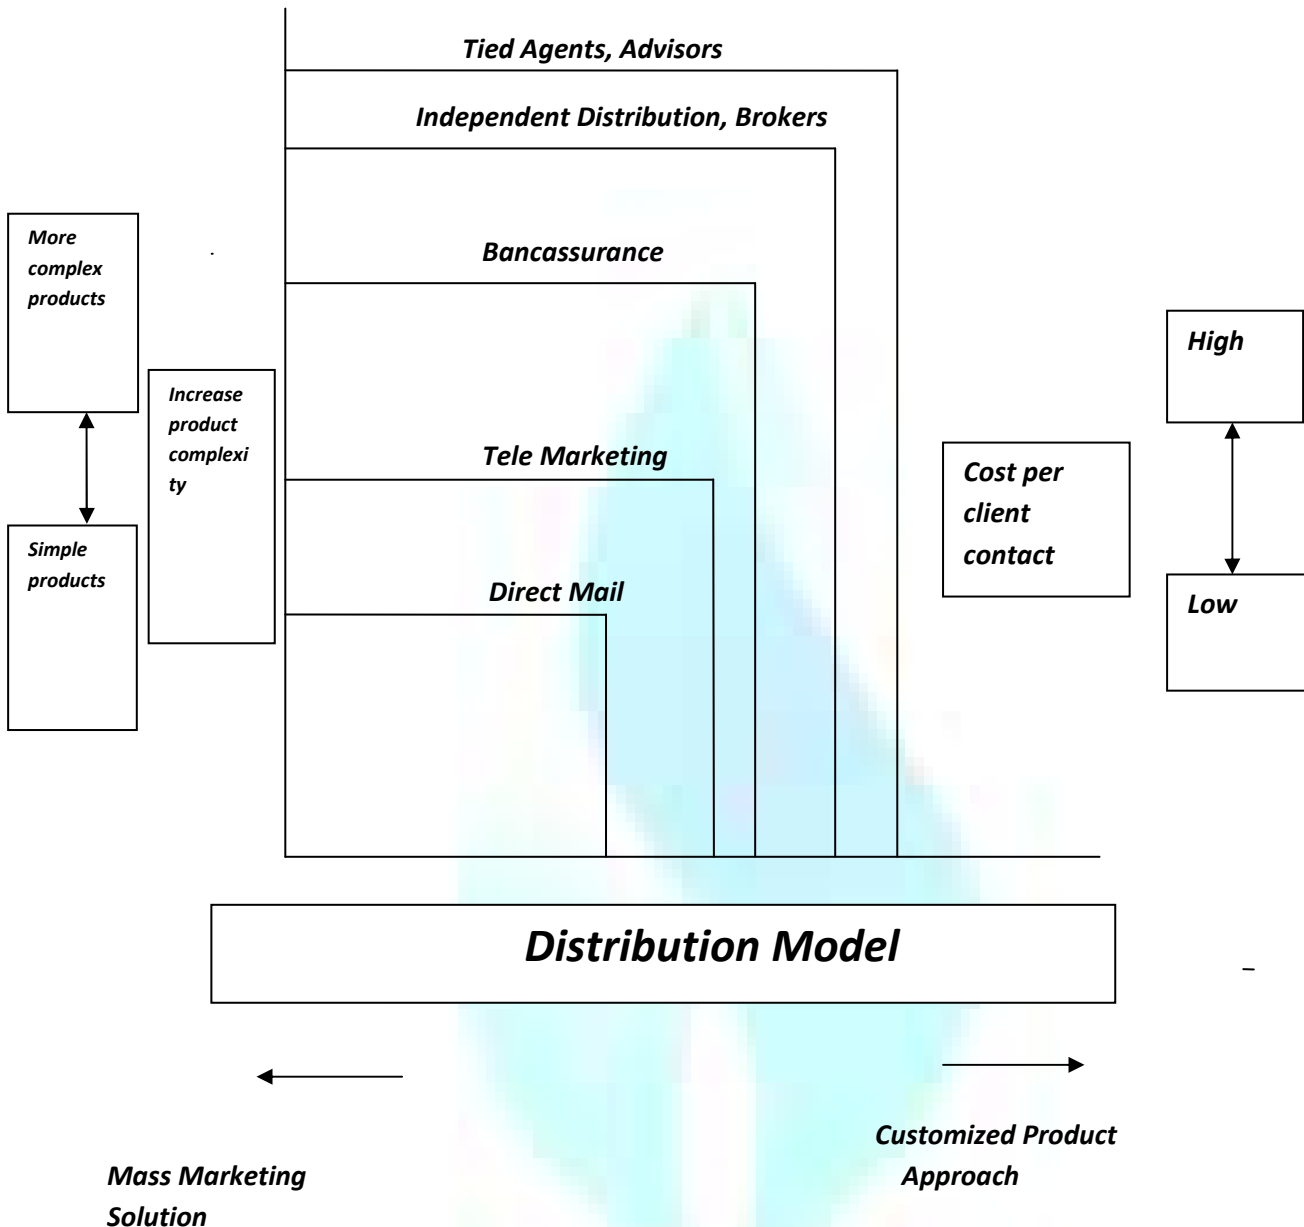 Tied Agents, Advisors
Independent Distribution, Brokers
Bancassurance
Tele Marketing
Direct Mail
More
complex
products
Simple
products
Increase
product
complexi
ty
Cost per
client
contact
High
Low
Distribution Model
Mass Marketing
Solution
Customized Product
Approach